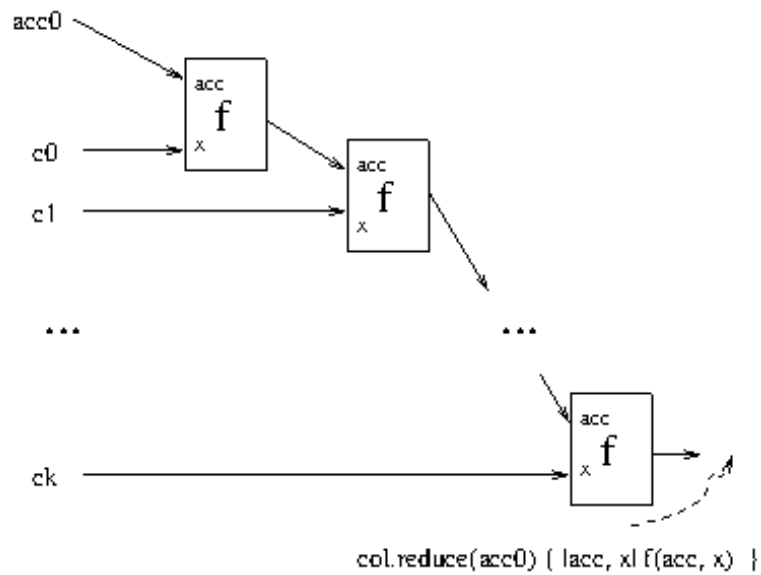 acc0
acc
f
x
c0
acc
f
x
c1
... ...
acc
f
x
ck
col.reduce(acc0) { |acc, x| f(acc, x) }